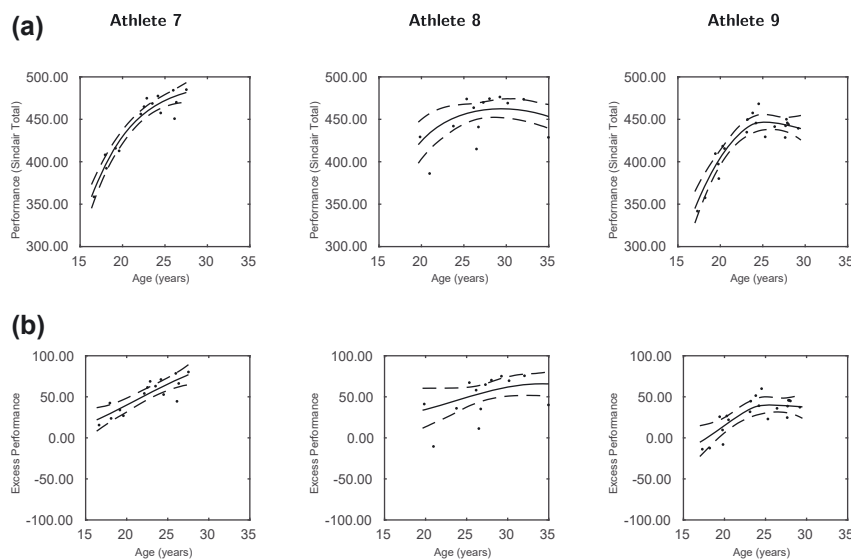 (a)
Athlete 7 Athlete 8 Athlete 9
Performance (Sinclair Total)
500.00
450.00
400.00
350.00
300.00
15 20 25 30 35
Age (years)
Performance (Sinclair Total)
500.00
450.00
400.00
350.00
300.00
15 20 25 30 35
Age (years)
Performance (Sinclair Total)
500.00
450.00
400.00
350.00
300.00
15 20 25 30 35
Age (years)
(b)
Excess Performance
100.00
50.00
0.00
-50.00
-100.00
15 20 25 30 35
Age (years)
Excess Performance
100.00
50.00
0.00
-50.00
-100.00
15 20 25 30 35
Age (years)
Excess Performance
100.00
50.00
0.00
-50.00
-100.00
15 20 25 30 35
Age (years)